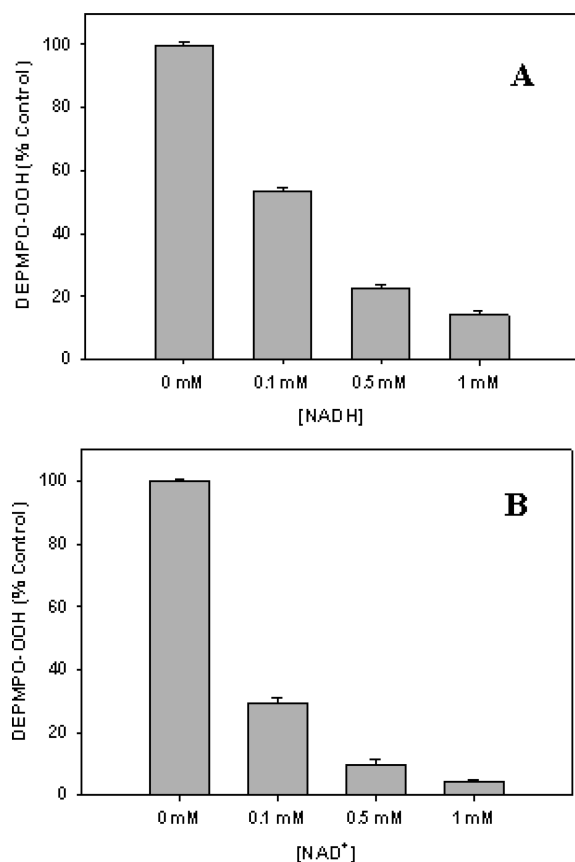 A
DEPMPO-OOH (% Control)
100
80
60
40
20
0
0 mM 0.1 mM 0.5 mM 1 mM
[NADH]
B
DEPMPO-OOH (% Control)
100
80
60
40
20
0
0 mM 0.1 mM 0.5 mM 1 mM
[NAD⁺]